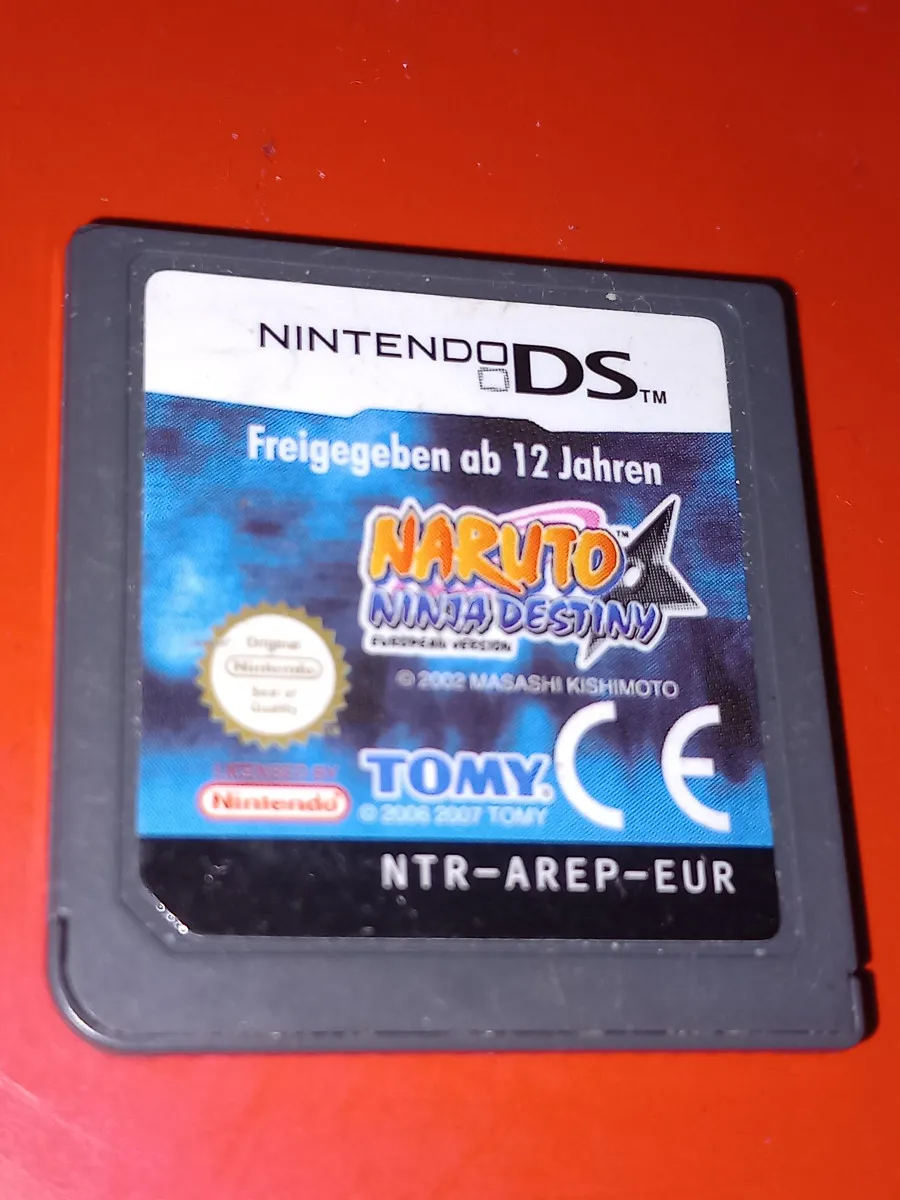 NINTENDO DS™
Freigegeben ab 12 Jahren
NARUTO™
NINJA DESTINY
EUROPEAN VERSION
© 2002 MASASHI KISHIMOTO
Original
Nintendo
Seal of
Quality
LICENSED BY
Nintendo®
TOMY®
© 2006 2007 TOMY
CE
NTR-AREP-EUR